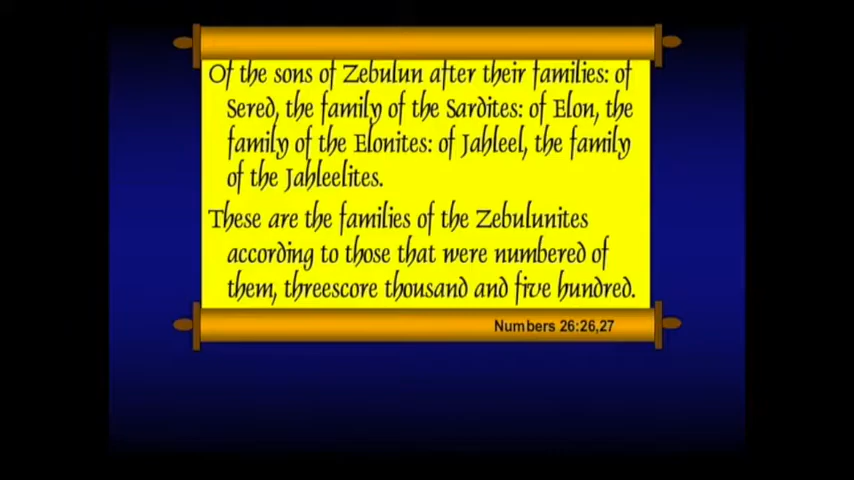 Of the sons of Zebulun after their families: of
Sered, the family of the Sardites: of Elon, the
family of the Elonites: of Jahleel, the family
of the Jahleelites.
These are the families of the Zebulunites
according to those that were numbered of
them, threescore thousand and five hundred.
Numbers 26:26,27